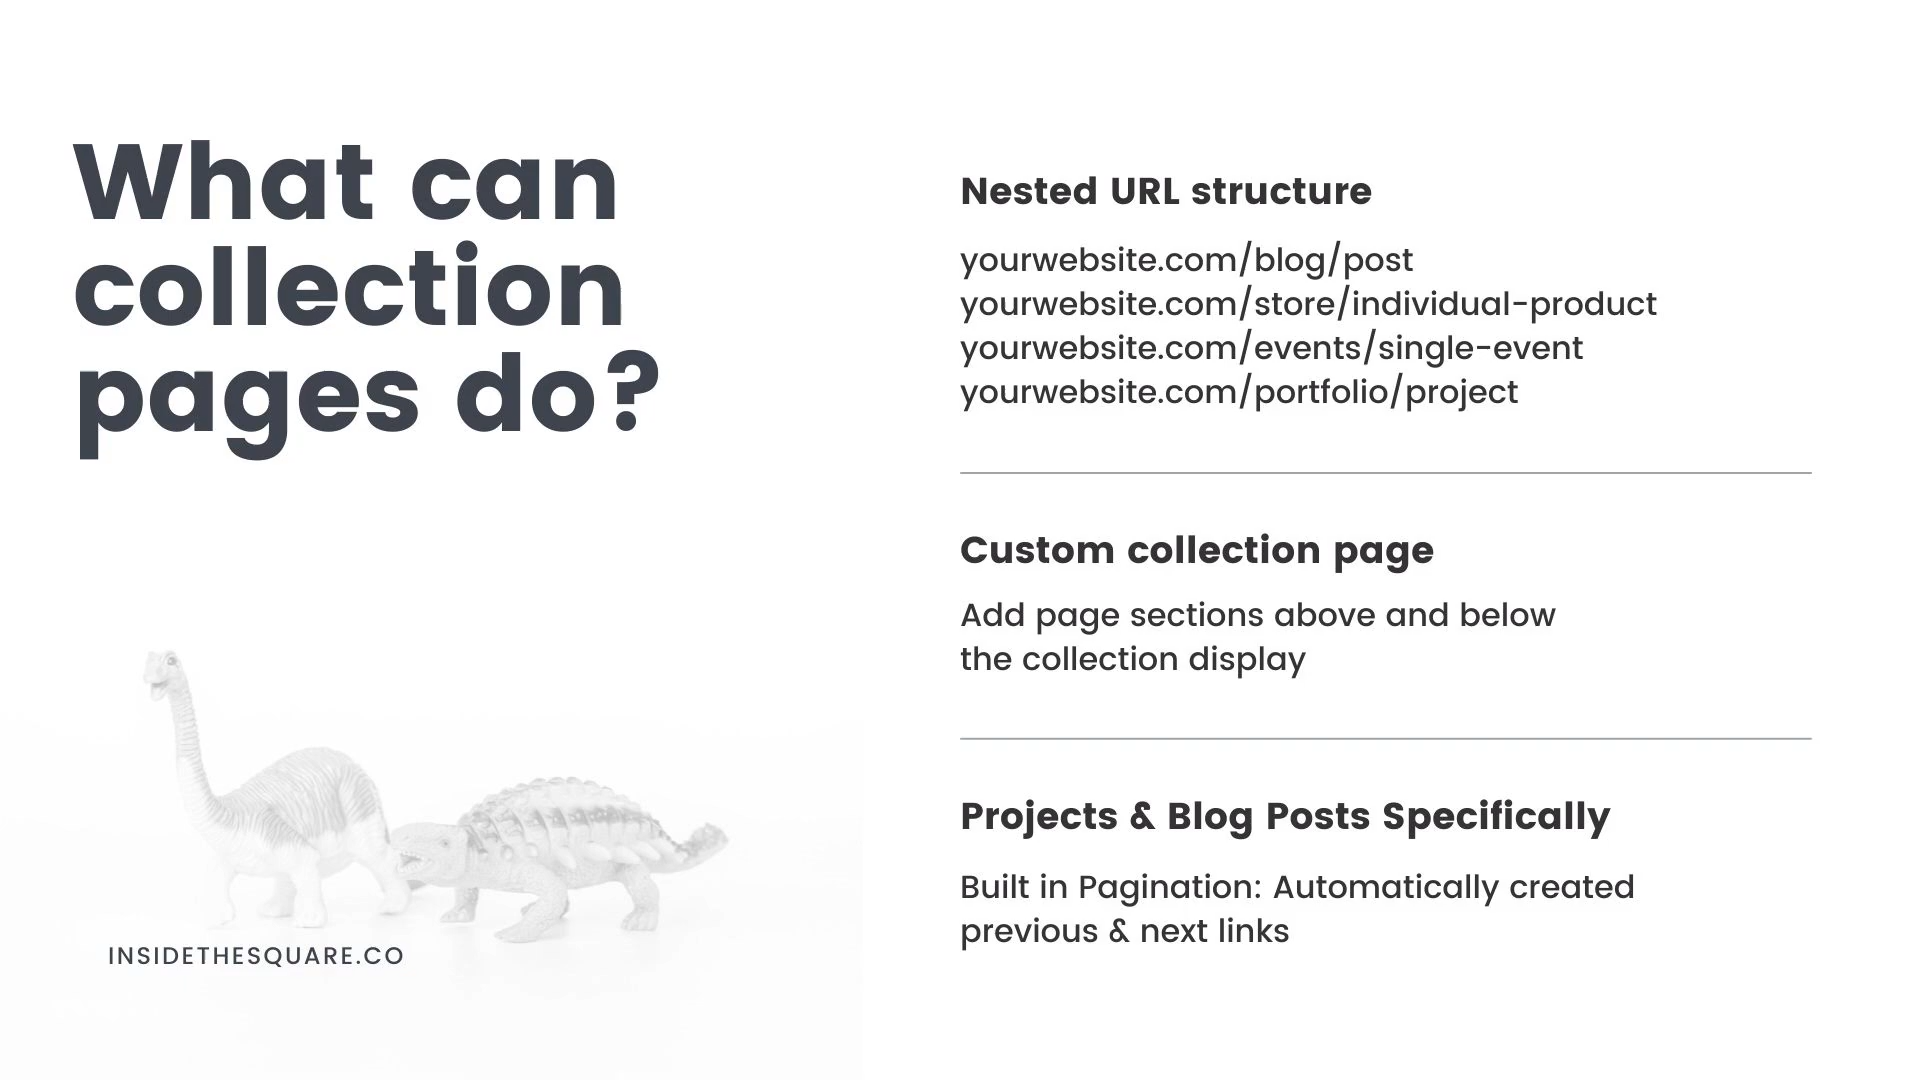 What can
collection
pages do?
INSIDETHESQUARE.CO
Nested URL structure
yourwebsite.com/blog/post
yourwebsite.com/store/individual-product
yourwebsite.com/events/single-event
yourwebsite.com/portfolio/project
Custom collection page
Add page sections above and below
the collection display
Projects & Blog Posts Specifically
Built in Pagination: Automatically created
previous & next links